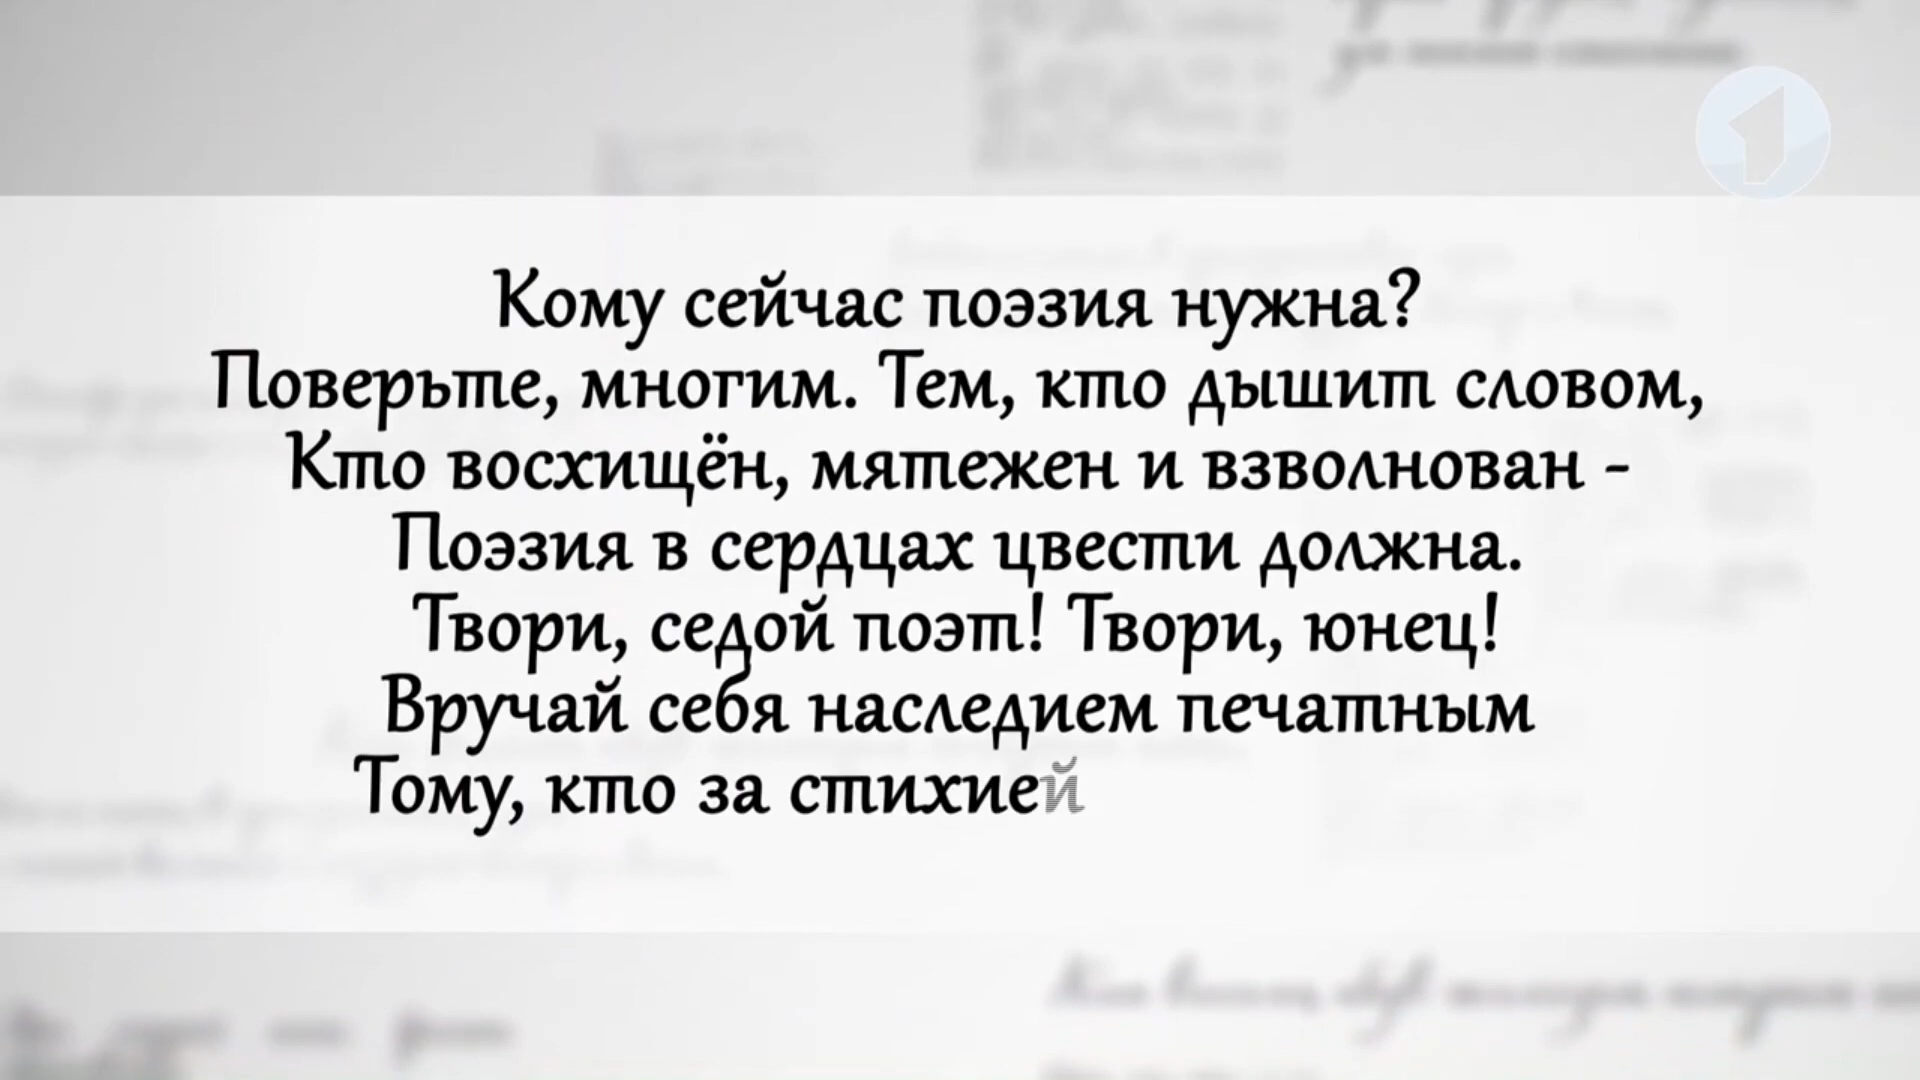 Кому сейчас поэзия нужна?
Поверьте, многим. Тем, кто дышит словом,
Кто восхищён, мятежен и взволнован -
Поэзия в сердцах цвести должна.
Твори, седой поэт! Твори, юнец!
Вручай себя наследием печатным
Тому, кто за стихией
1